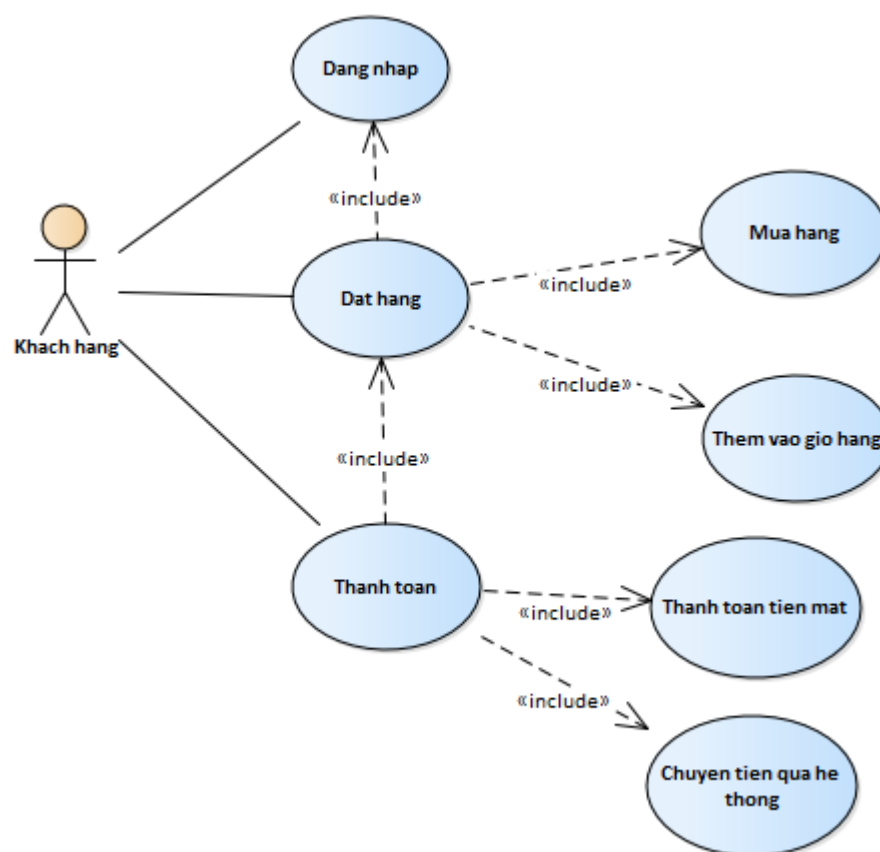 Dang nhap
«include»
Mua hang
«include»
Dat hang
Khach hang
«include»
Them vao gio hang
«include»
Thanh toan
Thanh toan tien mat
«include»
«include»
Chuyen tien qua he
thong